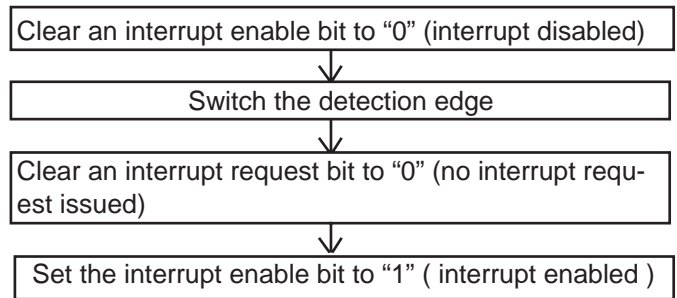 Clear an interrupt enable bit to “0” (interrupt disabled)
Switch the detection edge
Clear an interrupt request bit to “0” (no interrupt requ-
est issued)
Set the interrupt enable bit to “1” ( interrupt enabled )